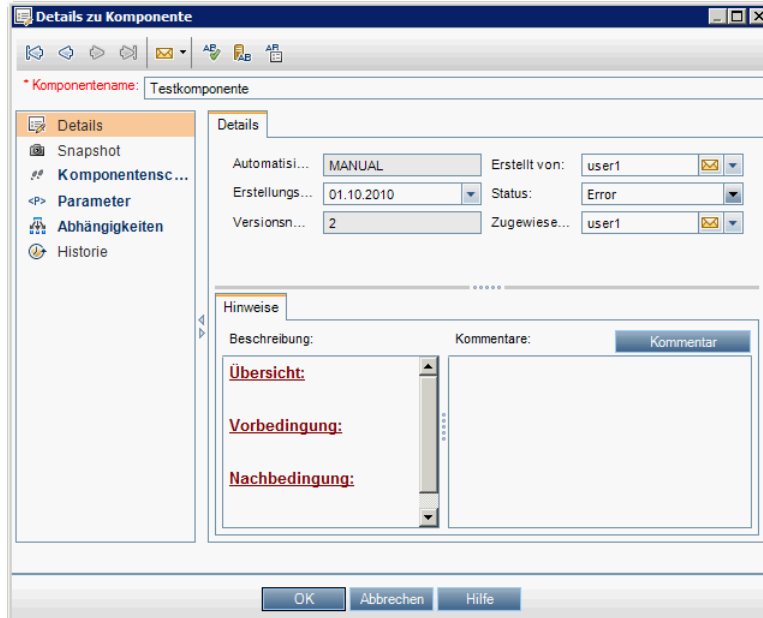 Details zu Komponente
* Komponentename: Testkomponente
Details
Snapshot
Komponentensc...
Parameter
Abhängigkeiten
Historie
Details
Automatisi... MANUAL Erstellt von: user1
Erstellungs... 01.10.2010 Status: Error
Versionsn... 2 Zugewiese... user1
Hinweise
Beschreibung: Kommentare: Kommentar
Übersicht:
Vorbedingung:
Nachbedingung:
OK Abbrechen Hilfe